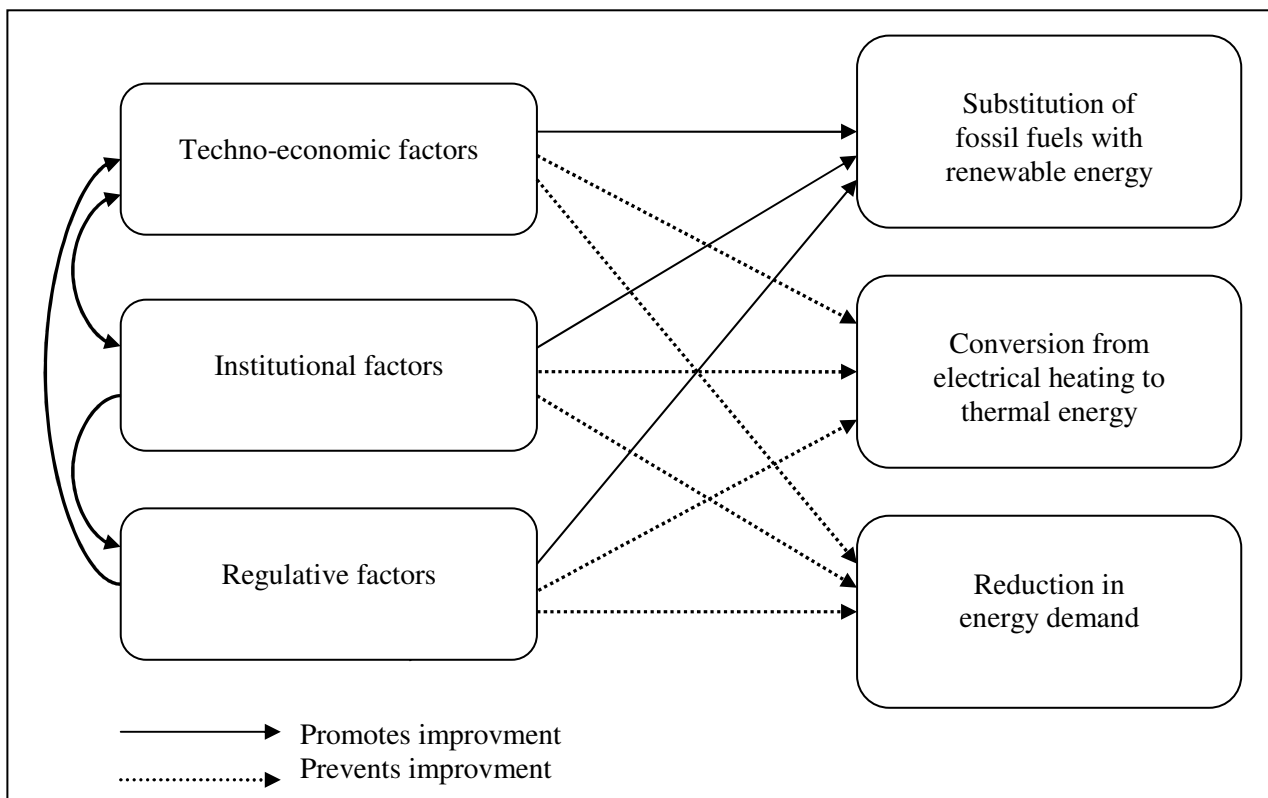 Techno-economic factors
Institutional factors
Regulative factors
Substitution of
fossil fuels with
renewable energy
Conversion from
electrical heating to
thermal energy
Reduction in
energy demand
Promotes improvment
Prevents improvment